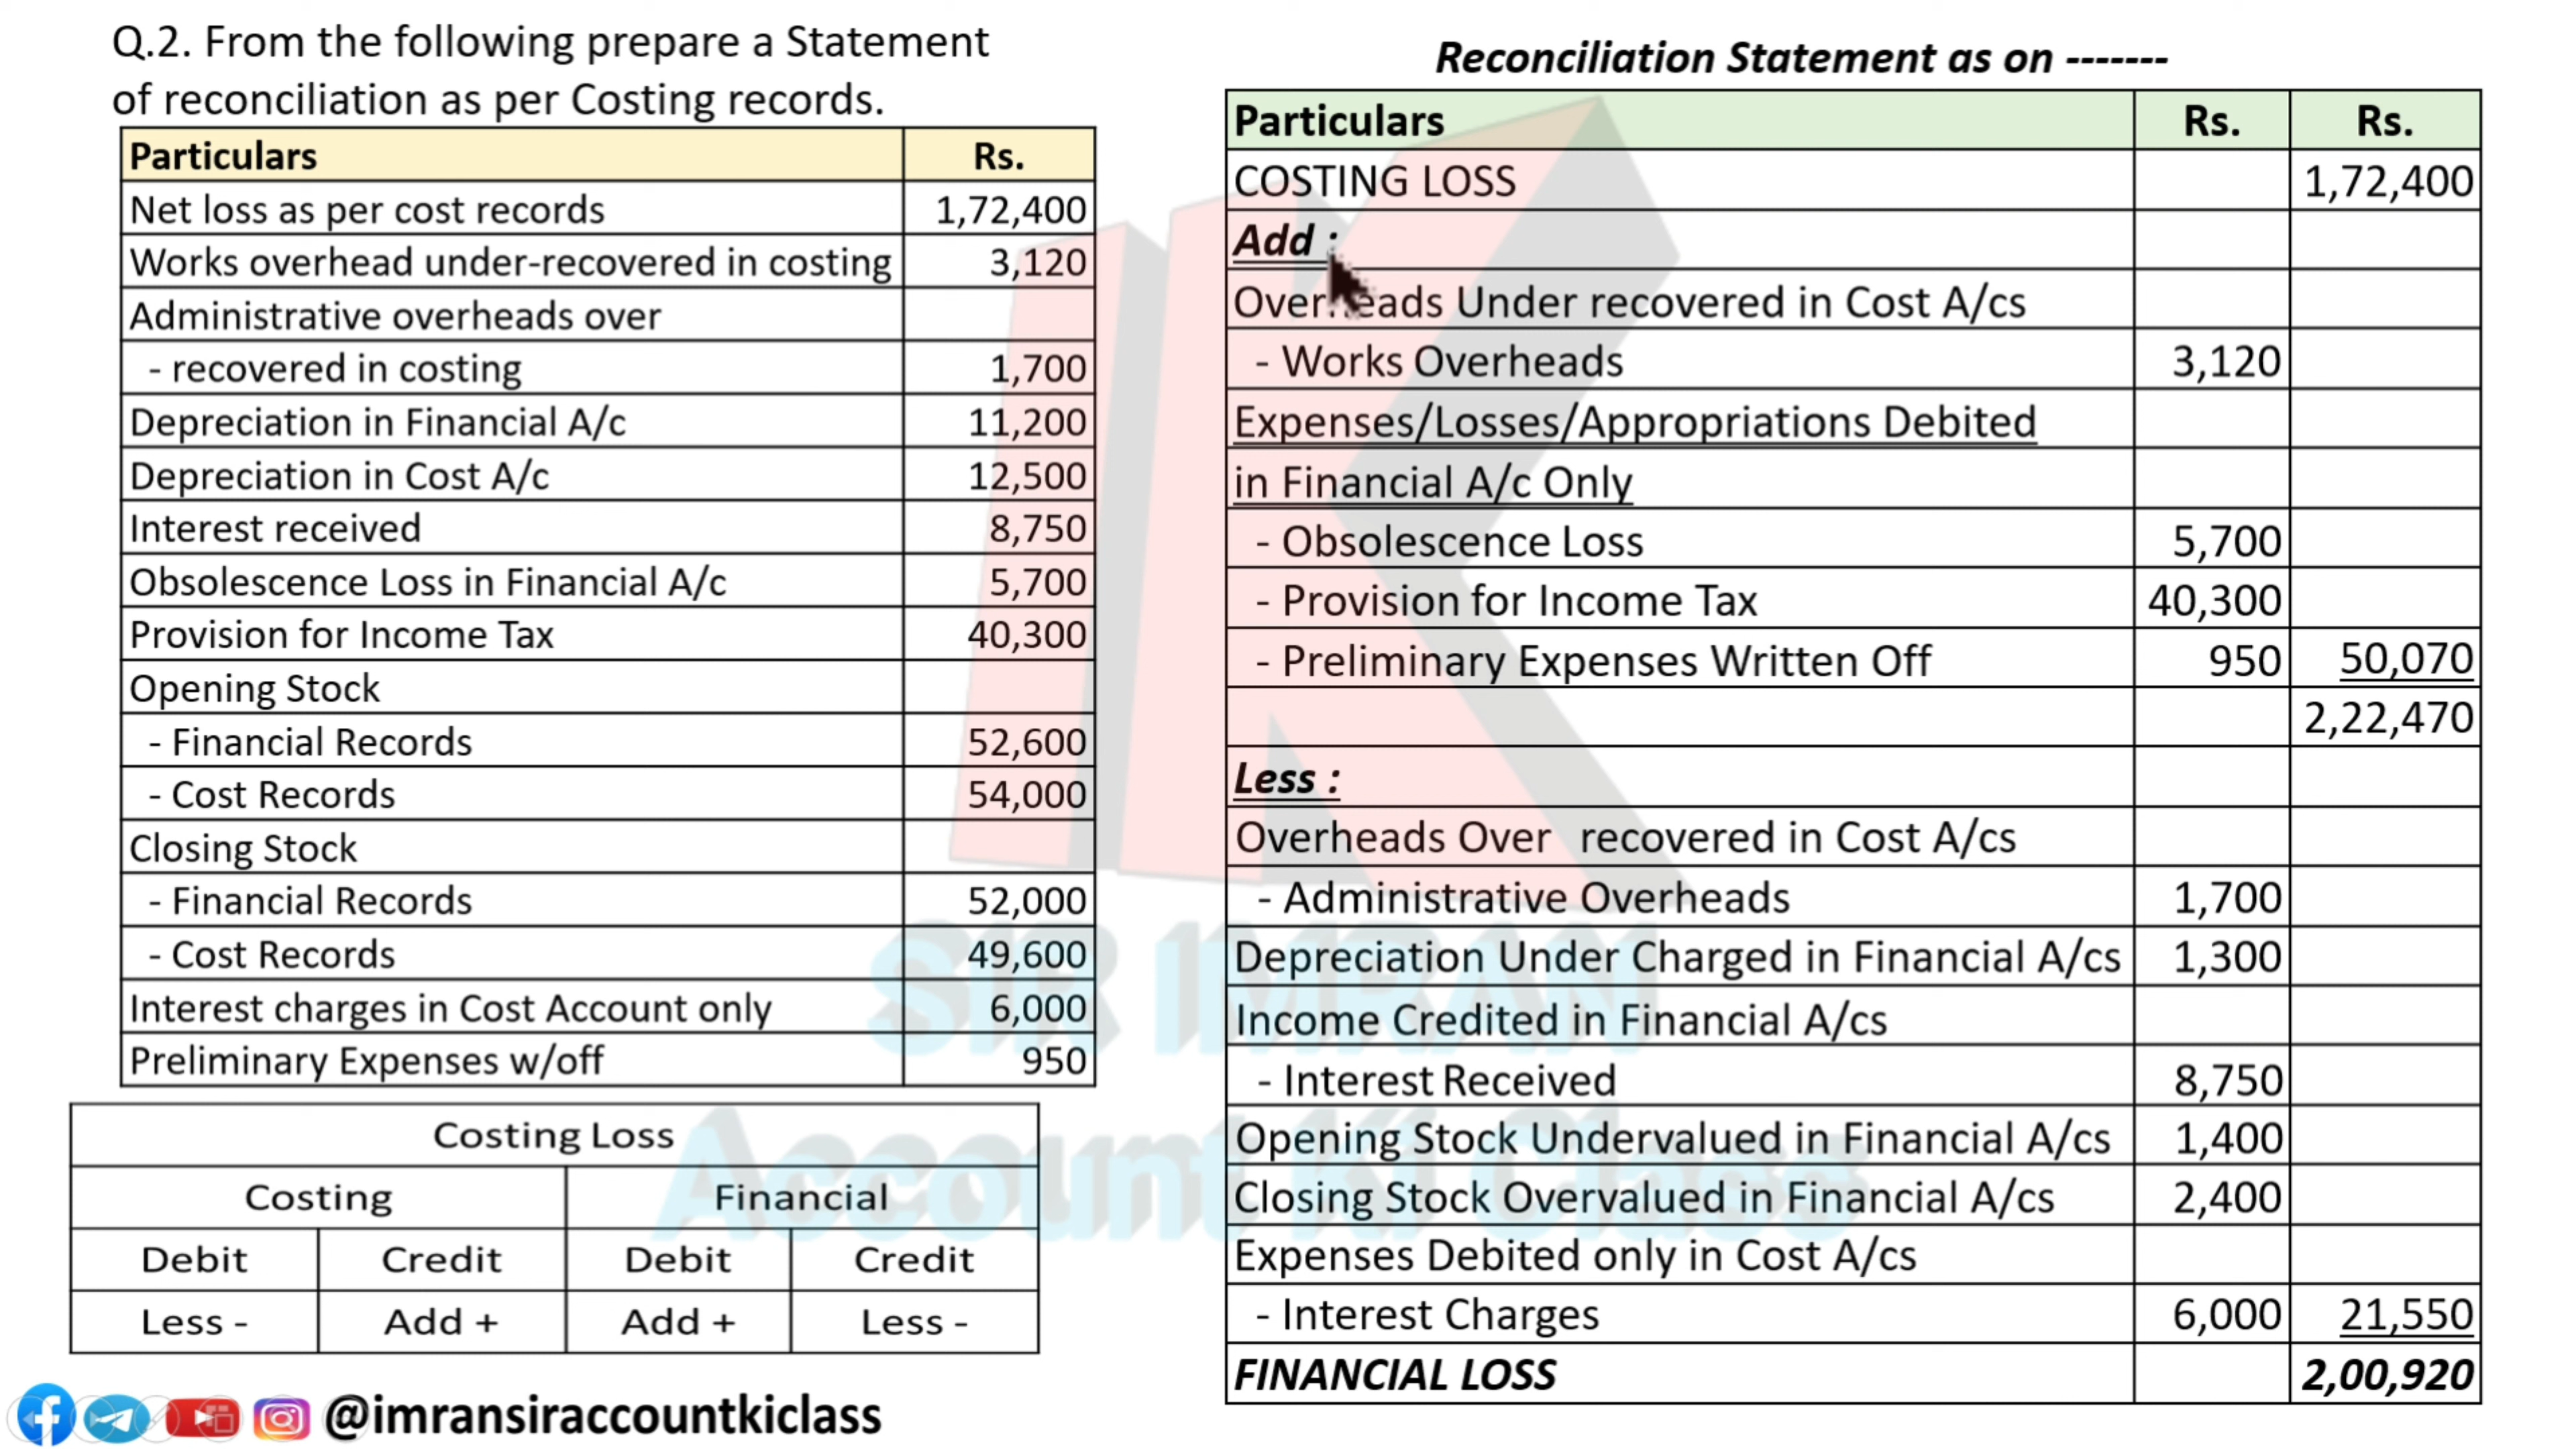 Q.2. From the following prepare a Statement
of reconciliation as per Costing records.
Particulars Rs.
Net loss as per cost records 1,72,400
Works overhead under-recovered in costing 3,120
Administrative overheads over
- recovered in costing 1,700
Depreciation in Financial A/c 11,200
Depreciation in Cost A/c 12,500
Interest received 8,750
Obsolescence Loss in Financial A/c 5,700
Provision for Income Tax 40,300
Opening Stock
- Financial Records 52,600
- Cost Records 54,000
Closing Stock
- Financial Records 52,000
- Cost Records 49,600
Interest charges in Cost Account only 6,000
Preliminary Expenses w/off 950
Costing Loss
Costing Financial
Debit Credit Debit Credit
Less - Add + Add + Less -
@imransiraccountkiclass
Reconciliation Statement as on -------
Particulars Rs. Rs.
COSTING LOSS 1,72,400
Add :
Overheads Under recovered in Cost A/cs
- Works Overheads 3,120
Expenses/Losses/Appropriations Debited
in Financial A/c Only
- Obsolescence Loss 5,700
- Provision for Income Tax 40,300
- Preliminary Expenses Written Off 950 50,070
2,22,470
Less :
Overheads Over recovered in Cost A/cs
- Administrative Overheads 1,700
Depreciation Under Charged in Financial A/cs 1,300
Income Credited in Financial A/cs
- Interest Received 8,750
Opening Stock Undervalued in Financial A/cs 1,400
Closing Stock Overvalued in Financial A/cs 2,400
Expenses Debited only in Cost A/cs
- Interest Charges 6,000 21,550
FINANCIAL LOSS 2,00,920
SIR IMRAN
Account Ki Class